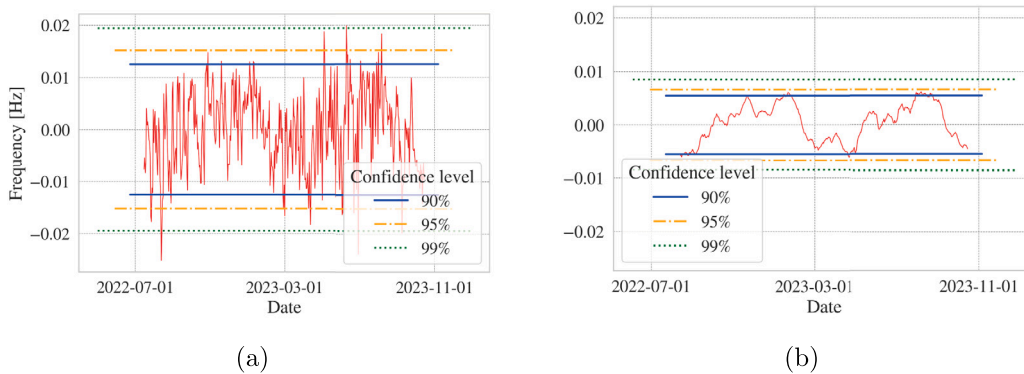 0.02
0.01
0.00
−0.01
−0.02
Frequency [Hz]
Confidence level
90%
95%
99%
2022-07-01 2023-03-01 2023-11-01
Date
(a)
0.02
0.01
0.00
−0.01
−0.02
Confidence level
90%
95%
99%
2022-07-01 2023-03-01 2023-11-01
Date
(b)